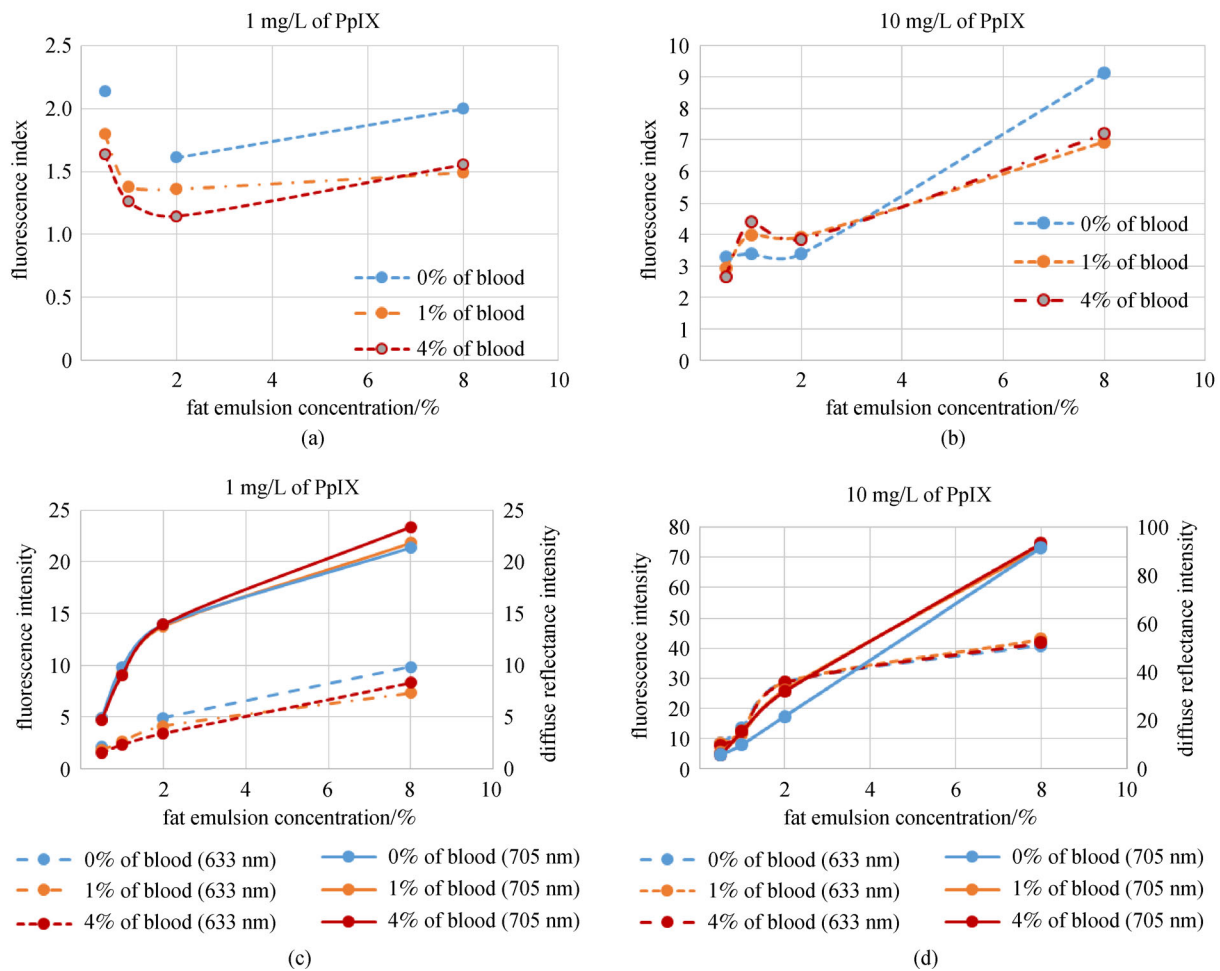 1 mg/L of PpIX
2.5
2.0
1.5
1.0
0.5
0
fluorescence index
0% of blood
1% of blood
4% of blood
2
4
6
8
10
fat emulsion concentration/%
(a)
10 mg/L of PpIX
10
9
8
7
6
5
4
3
2
1
0
fluorescence index
0% of blood
1% of blood
4% of blood
0
2
4
6
8
10
fat emulsion concentration/%
(b)
1 mg/L of PpIX
25
20
15
10
5
0
fluorescence intensity
25
20
15
10
5
0
diffuse reflectance intensity
2
4
6
8
10
fat emulsion concentration/%
0% of blood (633 nm)
0% of blood (705 nm)
1% of blood (633 nm)
1% of blood (705 nm)
4% of blood (633 nm)
4% of blood (705 nm)
(c)
10 mg/L of PpIX
80
70
60
50
40
30
20
10
0
fluorescence intensity
100
80
60
40
20
0
diffuse reflectance intensity
0
2
4
6
8
10
fat emulsion concentration/%
0% of blood (633 nm)
0% of blood (705 nm)
1% of blood (633 nm)
1% of blood (705 nm)
4% of blood (633 nm)
4% of blood (705 nm)
(d)